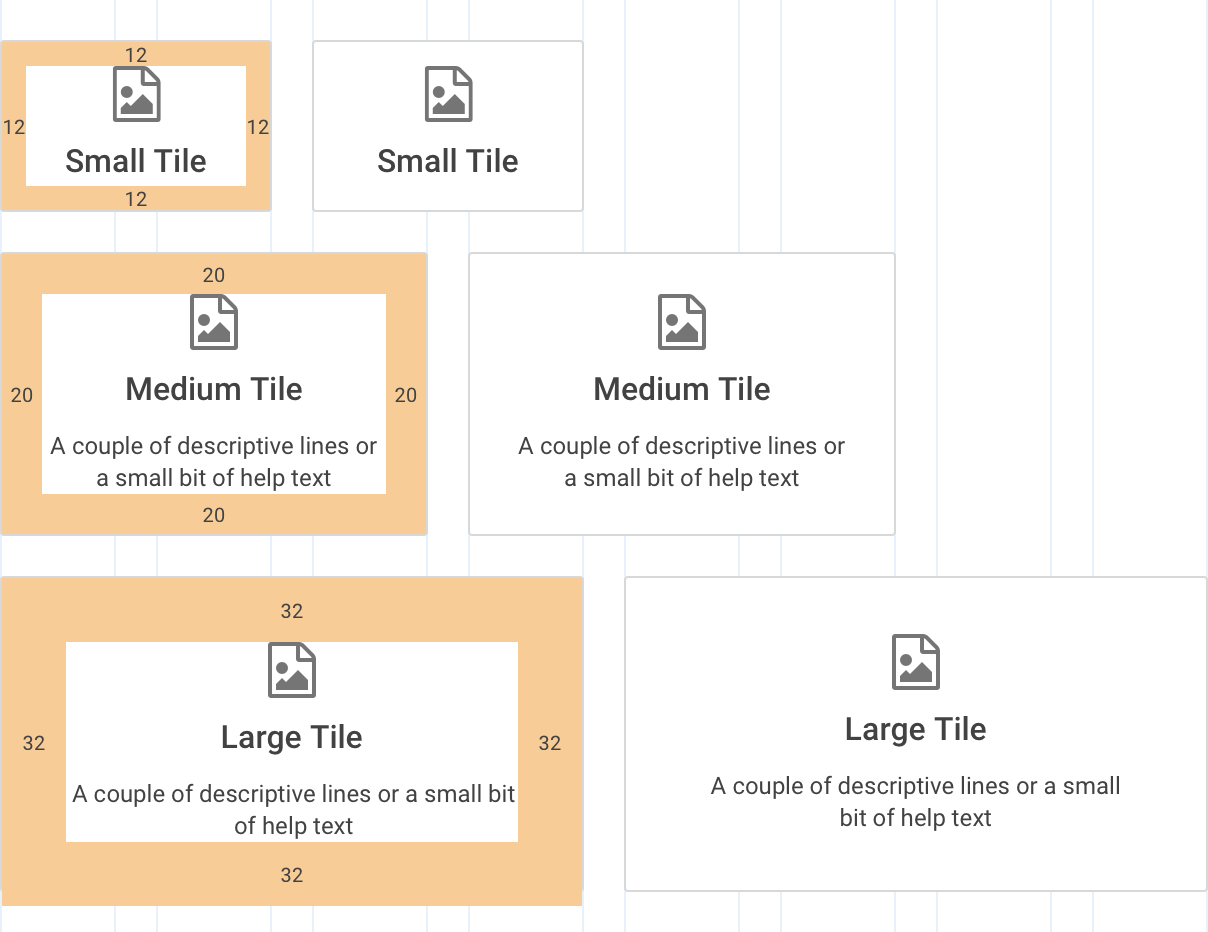 12
12
12
Small Tile
12
Small Tile
20
20
20
Medium Tile
A couple of descriptive lines or
a small bit of help text
20
Medium Tile
A couple of descriptive lines or
a small bit of help text
32
32
32
Large Tile
A couple of descriptive lines or a small bit
of help text
32
Large Tile
A couple of descriptive lines or a small
bit of help text